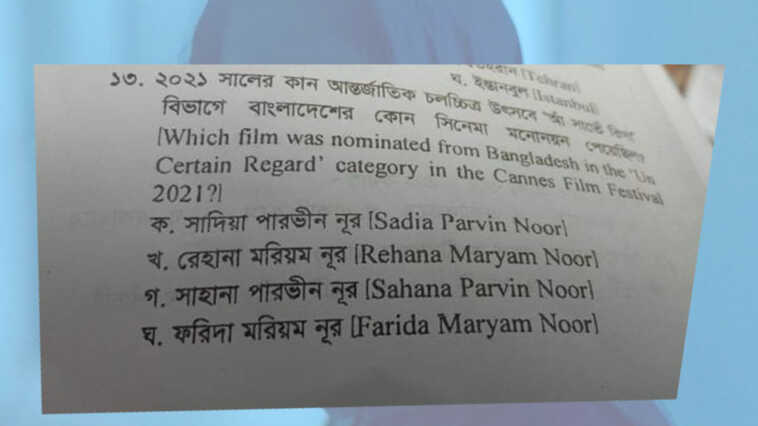 [Tehran]
ঘ. ইস্তানবুল [Istanbul]
১৩. ২০২১ সালের কান আন্তর্জাতিক চলচ্চিত্র উৎসবে 'আঁ সার্তে
বিভাগে বাংলাদেশের কোন সিনেমা মনোনয়ন পেয়েছিল?
[Which film was nominated from Bangladesh in the 'Un
Certain Regard' category in the Cannes Film Festival
2021?]
ক. সাদিয়া পারভীন নূর [Sadia Parvin Noor]
খ. রেহানা মরিয়ম নূর [Rehana Maryam Noor]
গ. সাহানা পারভীন নূর [Sahana Parvin Noor]
ঘ. ফরিদা মরিয়ম নূর [Farida Maryam Noor]